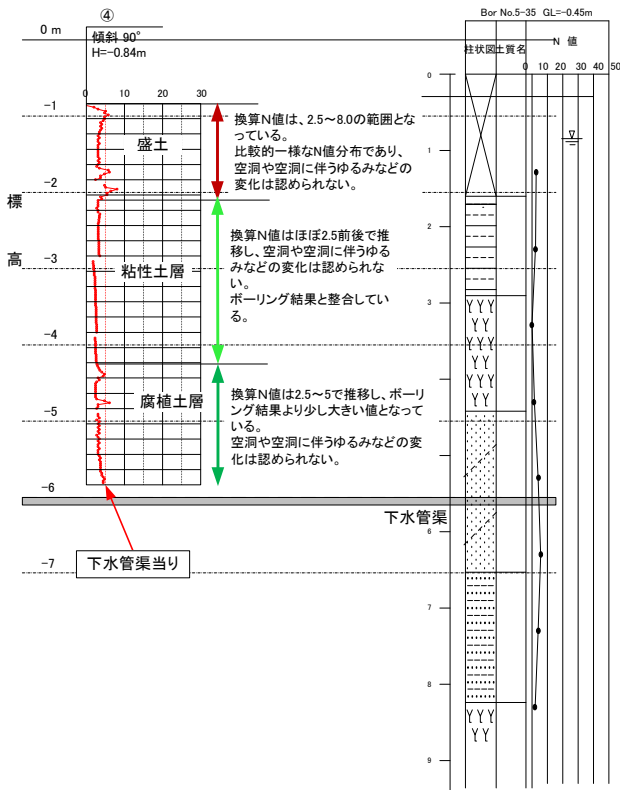 ④
0 m
傾斜 90°
H=-0.84m
0 10 20 30
-1
-2
標
高
-3
-4
-5
-6
-7
盛土
粘性土層
腐植土層
換算N値は、2.5～8.0の範囲とな
っている。
比較的一様なN値分布であり、
空洞や空洞に伴うゆるみなどの
変化は認められない。
換算N値はほぼ2.5前後で推
移し、空洞や空洞に伴うゆる
みなどの変化は認められな
い。
ボーリング結果と整合してい
る。
換算N値は2.5～5で推移し、ボーリ
ング結果より少し大きい値となって
いる。
空洞や空洞に伴うゆるみなどの変
化は認められない。
下水管渠
下水管渠当り
Bor No.5-35 GL=-0.45m
柱状図
土質名
N 値
0 10 20 30 40 50
0
1
2
3
6
7
8
9